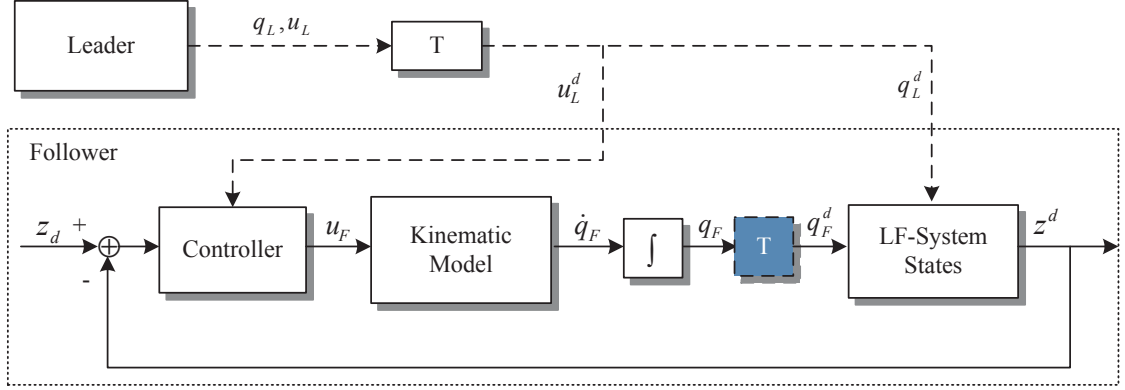 Leader
q_L, u_L
T
u_L^d
q_L^d
Follower
z_d
+
-
Controller
u_F
Kinematic
Model
q̇_F
∫
q_F
T
q_F^d
LF-System
States
z^d